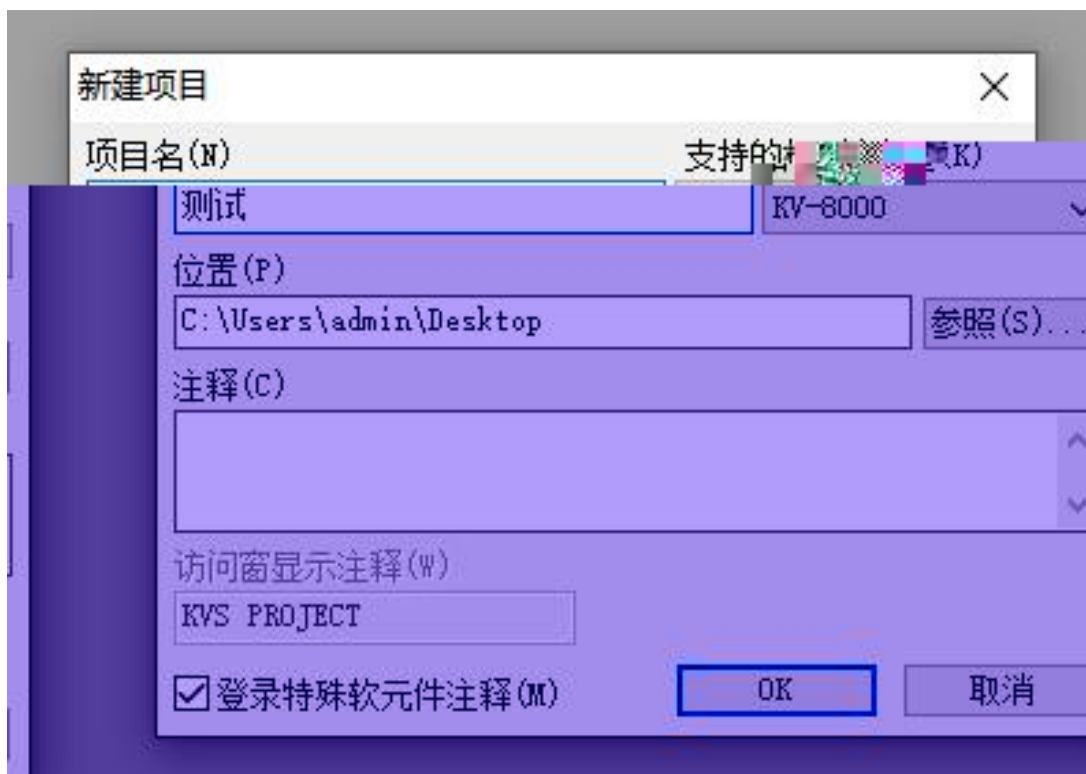 新建项目
项目名(N) 支持的 K)
测试 KV-8000
位置(P)
C:\Users\admin\Desktop 参照(S)...
注释(C)
访问窗显示注释(W)
KVS PROJECT
登录特殊软元件注释(M) OK 取消